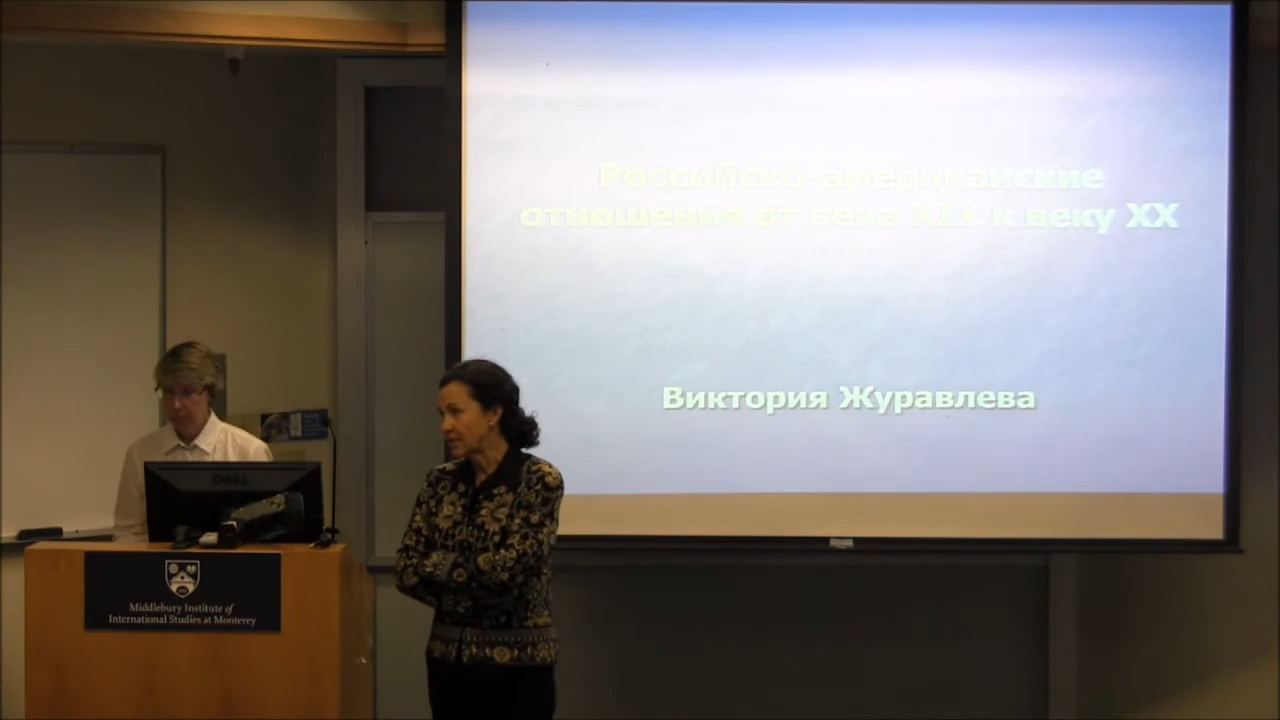 Российско-американские
отношения от века XIX к веку XX
Виктория Журавлева
DELL
Middlebury Institute of
International Studies at Monterey